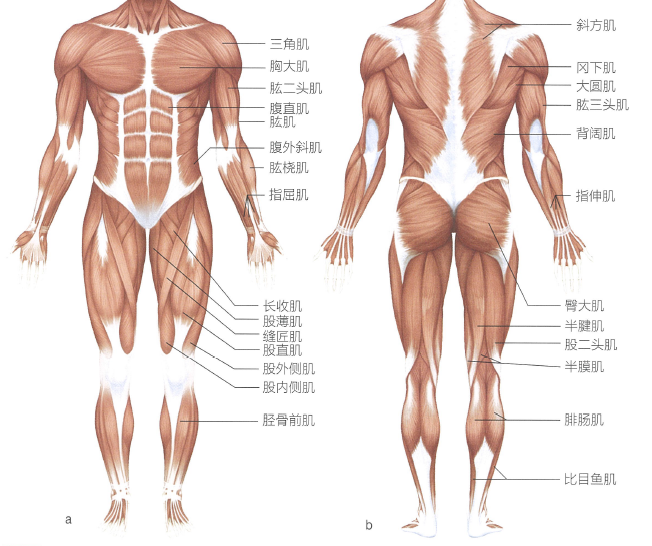 三角肌
胸大肌
肱二头肌
腹直肌
肱肌
腹外斜肌
肱桡肌
指屈肌
长收肌
股薄肌
缝匠肌
股直肌
股外侧肌
股内侧肌
胫骨前肌
a
斜方肌
冈下肌
大圆肌
肱三头肌
背阔肌
指伸肌
臀大肌
半腱肌
股二头肌
半膜肌
腓肠肌
比目鱼肌
b